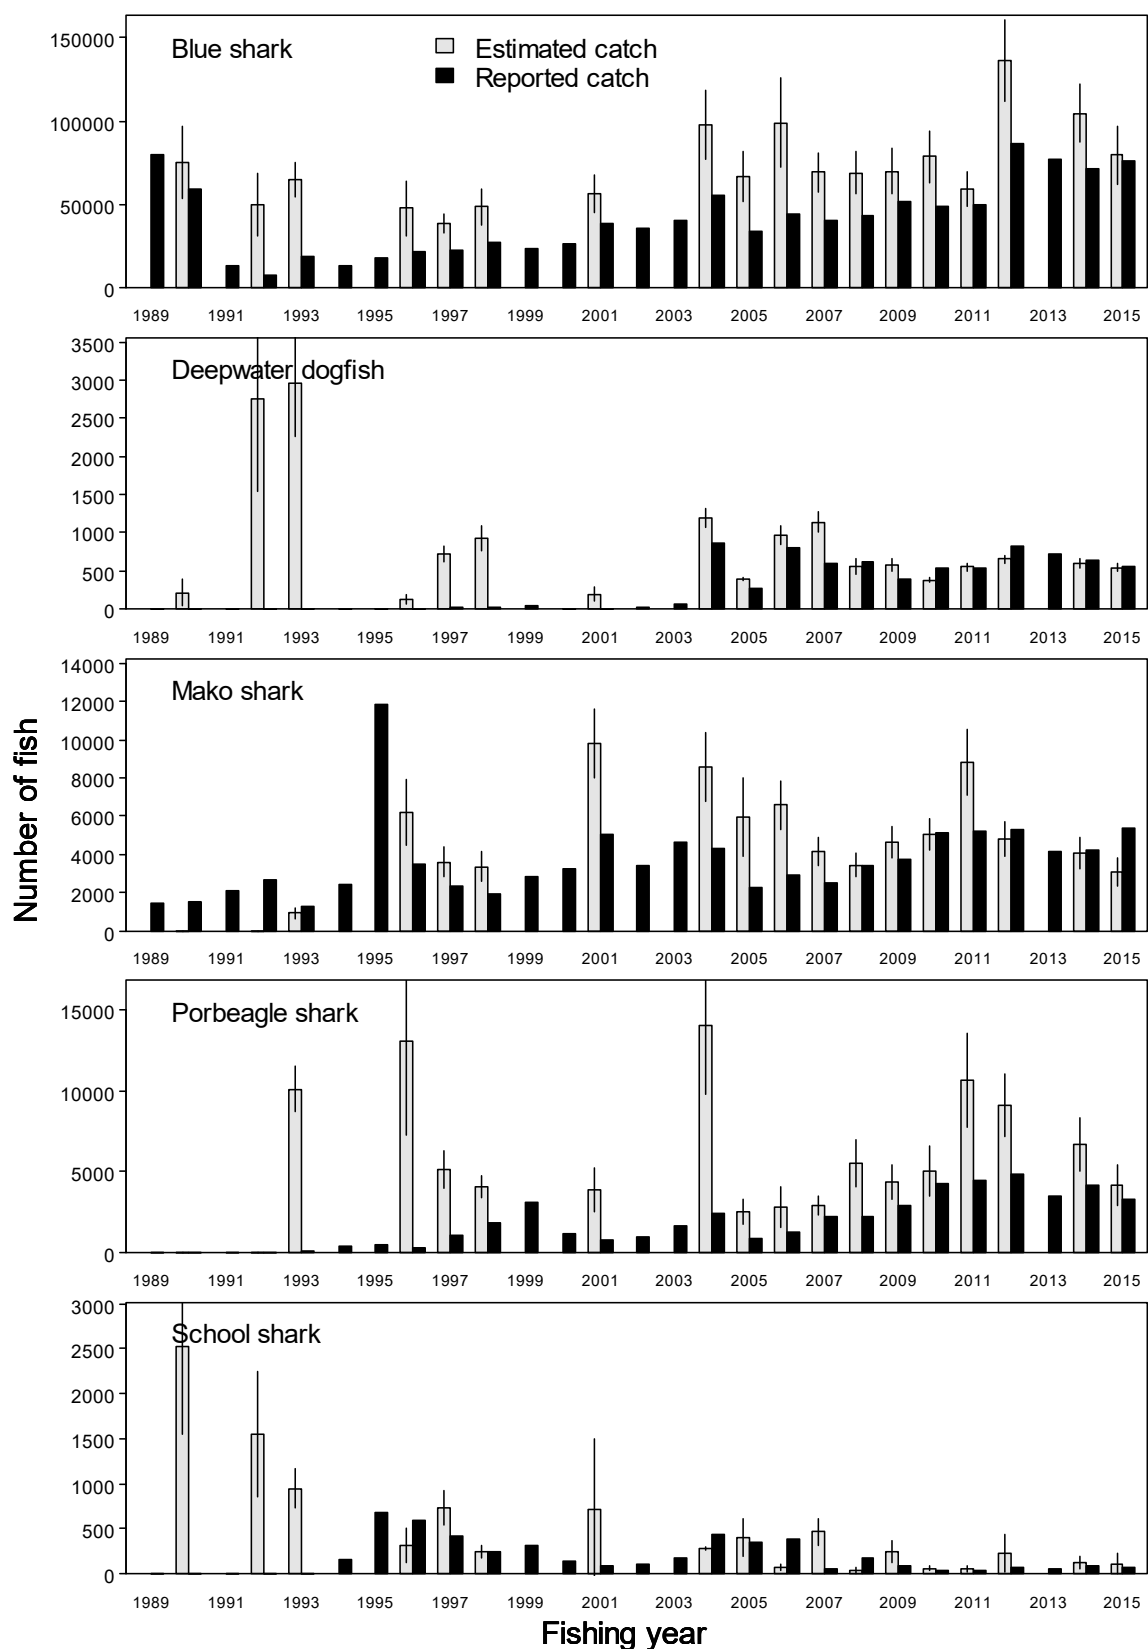 Blue shark
Estimated catch
Reported catch
150000
100000
50000
0
1989 1991 1993 1995 1997 1999 2001 2003 2005 2007 2009 2011 2013 2015
Deepwater dogfish
3500
3000
2500
2000
1500
1000
500
0
1989 1991 1993 1995 1997 1999 2001 2003 2005 2007 2009 2011 2013 2015
Mako shark
14000
12000
10000
8000
6000
4000
2000
0
1989 1991 1993 1995 1997 1999 2001 2003 2005 2007 2009 2011 2013 2015
Number of fish
Porbeagle shark
15000
10000
5000
0
1989 1991 1993 1995 1997 1999 2001 2003 2005 2007 2009 2011 2013 2015
School shark
3000
2500
2000
1500
1000
500
0
1989 1991 1993 1995 1997 1999 2001 2003 2005 2007 2009 2011 2013 2015
Fishing year